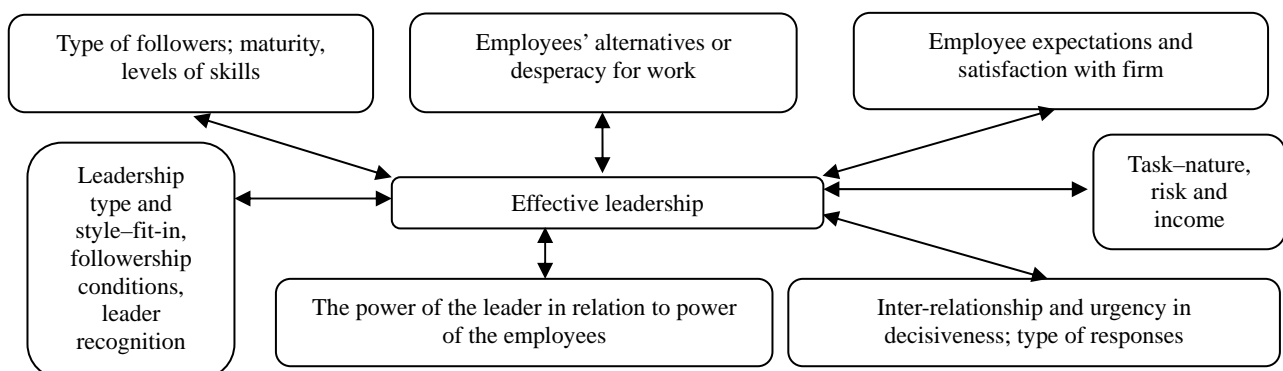 Type of followers; maturity,
levels of skills
Employees’ alternatives or
desperacy for work
Employee expectations and
satisfaction with firm
Leadership
type and
style–fit-in,
followership
conditions,
leader
recognition
Effective leadership
Task–nature,
risk and
income
The power of the leader in relation to power
of the employees
Inter-relationship and urgency in
decisiveness; type of responses